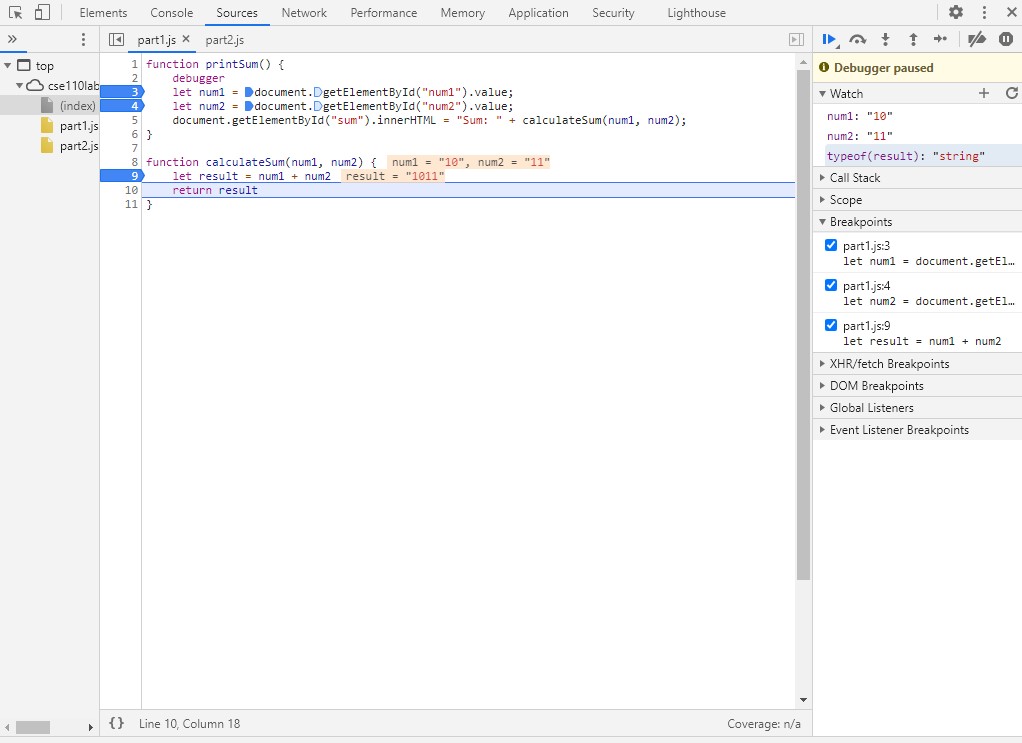 Elements Console Sources Network Performance Memory Application Security Lighthouse
part1.js part2.js
top
cse110lab
(index)
part1.js
part2.js
1 function printSum() {
2 debugger
3 let num1 = document.getElementById("num1").value;
4 let num2 = document.getElementById("num2").value;
5 document.getElementById("sum").innerHTML = "Sum: " + calculateSum(num1, num2);
6 }
7
8 function calculateSum(num1, num2) { num1 = "10", num2 = "11"
9 let result = num1 + num2 result = "1011"
10 return result
11 }
{} Line 10, Column 18
Coverage: n/a
Debugger paused
Watch
num1: "10"
num2: "11"
typeof(result): "string"
Call Stack
Scope
Breakpoints
part1.js:3
let num1 = document.getEl…
part1.js:4
let num2 = document.getEl…
part1.js:9
let result = num1 + num2
XHR/fetch Breakpoints
DOM Breakpoints
Global Listeners
Event Listener Breakpoints